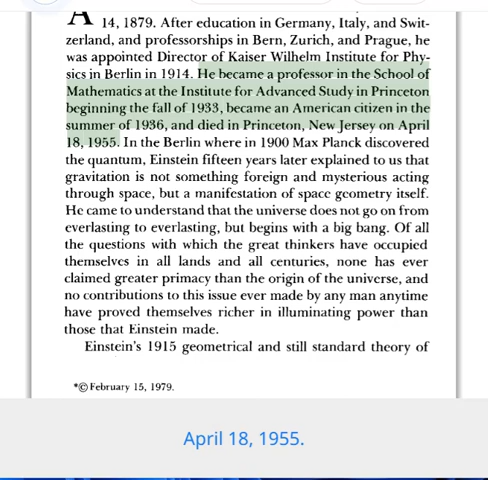 A
14, 1879. After education in Germany, Italy, and Swit-
zerland, and professorships in Bern, Zurich, and Prague, he
was appointed Director of Kaiser Wilhelm Institute for Phy-
sics in Berlin in 1914. He became a professor in the School of
Mathematics at the Institute for Advanced Study in Princeton
beginning the fall of 1933, became an American citizen in the
summer of 1936, and died in Princeton, New Jersey on April
18, 1955. In the Berlin where in 1900 Max Planck discovered
the quantum, Einstein fifteen years later explained to us that
gravitation is not something foreign and mysterious acting
through space, but a manifestation of space geometry itself.
He came to understand that the universe does not go on from
everlasting to everlasting, but begins with a big bang. Of all
the questions with which the great thinkers have occupied
themselves in all lands and all centuries, none has ever
claimed greater primacy than the origin of the universe, and
no contributions to this issue ever made by any man anytime
have proved themselves richer in illuminating power than
those that Einstein made.
Einstein's 1915 geometrical and still standard theory of
*© February 15, 1979.
April 18, 1955.